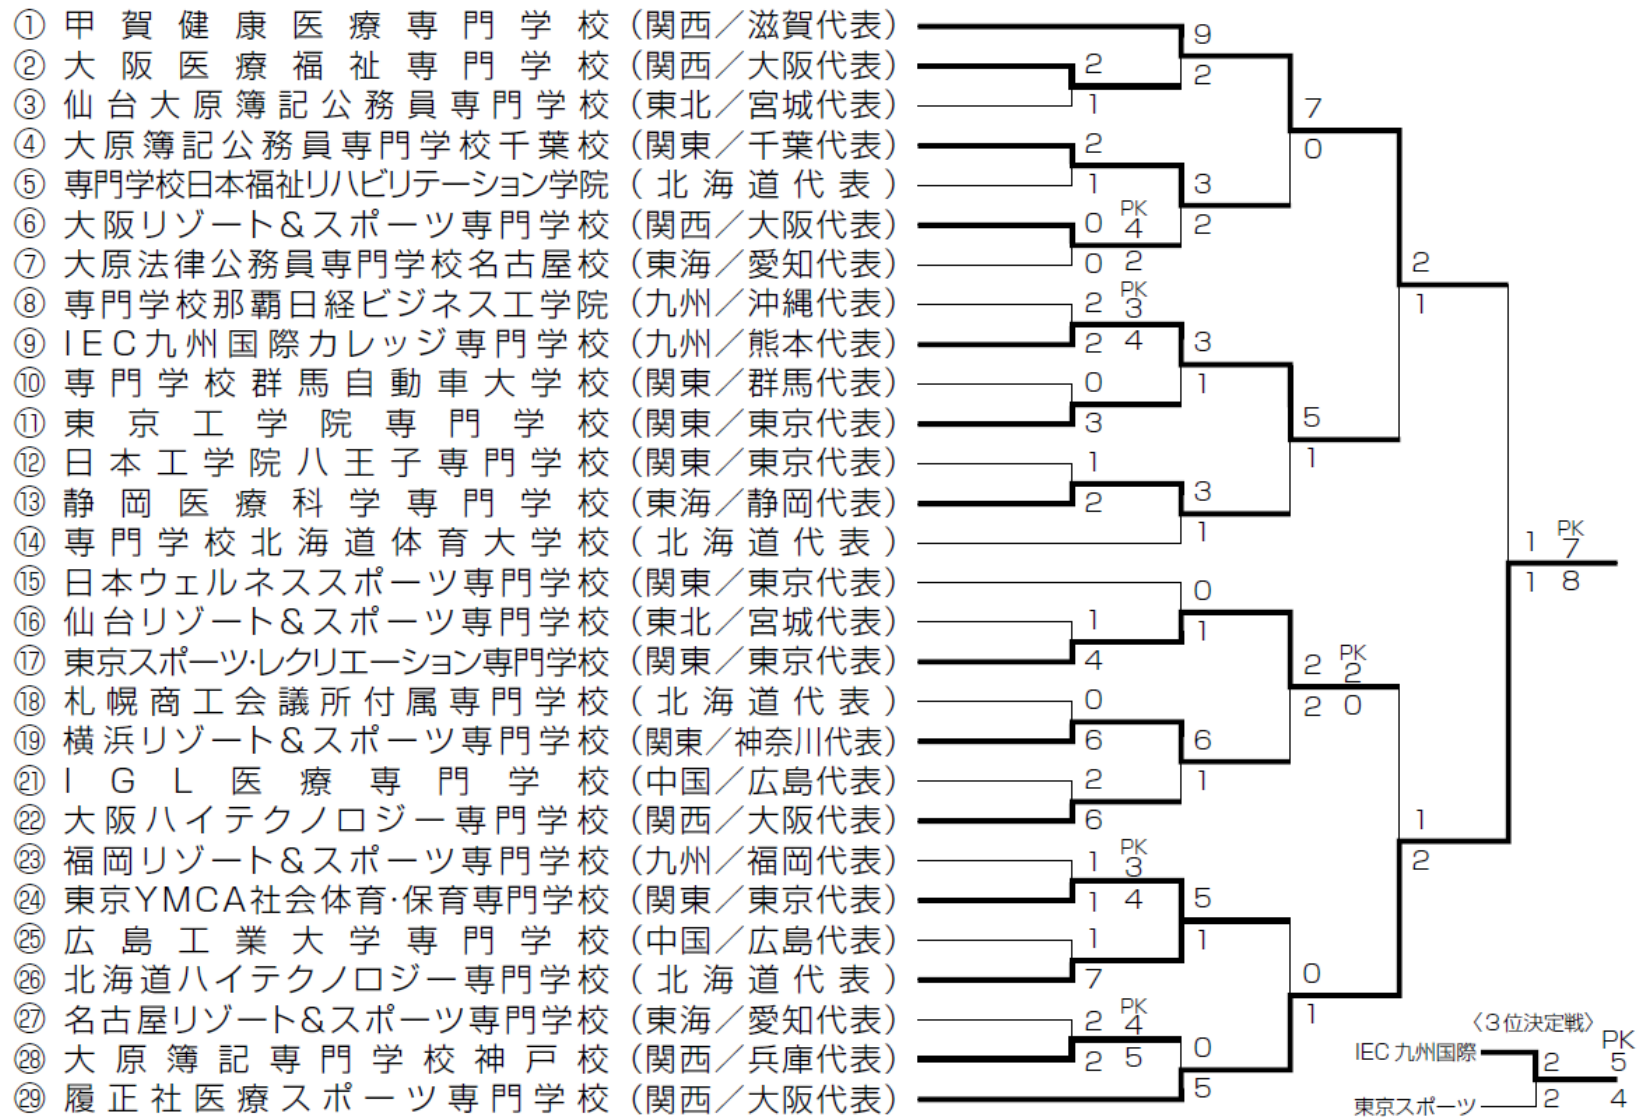 ① 甲賀健康医療専門学校 (関西／滋賀代表)
② 大阪医療福祉専門学校 (関西／大阪代表)
③ 仙台大原簿記公務員専門学校 (東北／宮城代表)
④ 大原簿記公務員専門学校千葉校 (関東／千葉代表)
⑤ 専門学校日本福祉リハビリテーション学院 (北海道代表)
⑥ 大阪リゾート&スポーツ専門学校 (関西／大阪代表)
⑦ 大原法律公務員専門学校名古屋校 (東海／愛知代表)
⑧ 専門学校那覇日経ビジネス工学院 (九州／沖縄代表)
⑨ IEC九州国際カレッジ専門学校 (九州／熊本代表)
⑩ 専門学校群馬自動車大学校 (関東／群馬代表)
⑪ 東京工学院専門学校 (関東／東京代表)
⑫ 日本工学院八王子専門学校 (関東／東京代表)
⑬ 静岡医療科学専門学校 (東海／静岡代表)
⑭ 専門学校北海道体育大学校 (北海道代表)
⑮ 日本ウェルネススポーツ専門学校 (関東／東京代表)
⑯ 仙台リゾート&スポーツ専門学校 (東北／宮城代表)
⑰ 東京スポーツ・レクリエーション専門学校 (関東／東京代表)
⑱ 札幌商工会議所付属専門学校 (北海道代表)
⑲ 横浜リゾート&スポーツ専門学校 (関東／神奈川代表)
㉑ IGL医療専門学校 (中国／広島代表)
㉒ 大阪ハイテクノロジー専門学校 (関西／大阪代表)
㉓ 福岡リゾート&スポーツ専門学校 (九州／福岡代表)
㉔ 東京YMCA社会体育・保育専門学校 (関東／東京代表)
㉕ 広島工業大学専門学校 (中国／広島代表)
㉖ 北海道ハイテクノロジー専門学校 (北海道代表)
㉗ 名古屋リゾート&スポーツ専門学校 (東海／愛知代表)
㉘ 大原簿記専門学校神戸校 (関西／兵庫代表)
㉙ 履正社医療スポーツ専門学校 (関西／大阪代表)
2
1
2
1
PK
0 4
0 2
PK
2 3
2 4
0
3
1
2
1
4
0
6
2
6
PK
1 3
1 4
1
7
PK
2 4
2 5
9
2
3
2
3
1
3
1
0
1
6
1
5
1
0
5
7
0
5
1
PK
2 2
2 0
0
1
2
1
1
2
PK
1 7
1 8
〈3位決定戦〉
PK
IEC九州国際 2 5
東京スポーツ 2 4